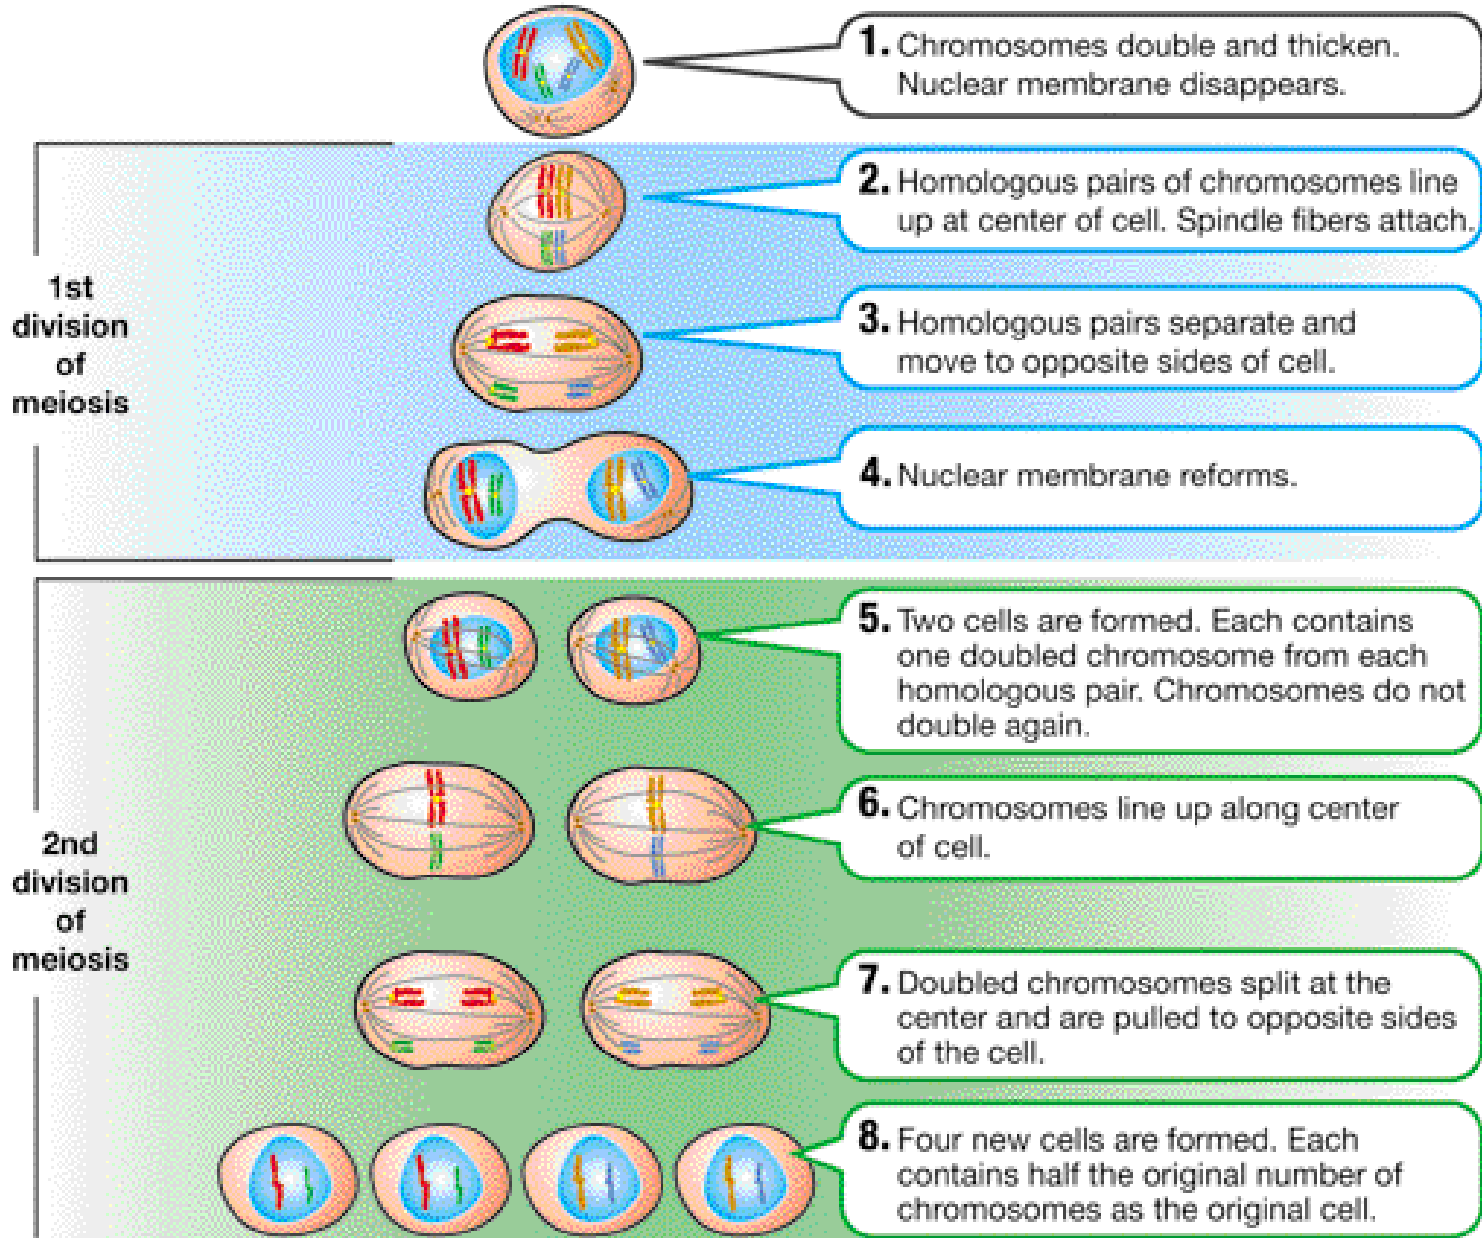 1. Chromosomes double and thicken.
Nuclear membrane disappears.
1st
division
of
meiosis
2. Homologous pairs of chromosomes line
up at center of cell. Spindle fibers attach.
3. Homologous pairs separate and
move to opposite sides of cell.
4. Nuclear membrane reforms.
2nd
division
of
meiosis
5. Two cells are formed. Each contains
one doubled chromosome from each
homologous pair. Chromosomes do not
double again.
6. Chromosomes line up along center
of cell.
7. Doubled chromosomes split at the
center and are pulled to opposite sides
of the cell.
8. Four new cells are formed. Each
contains half the original number of
chromosomes as the original cell.